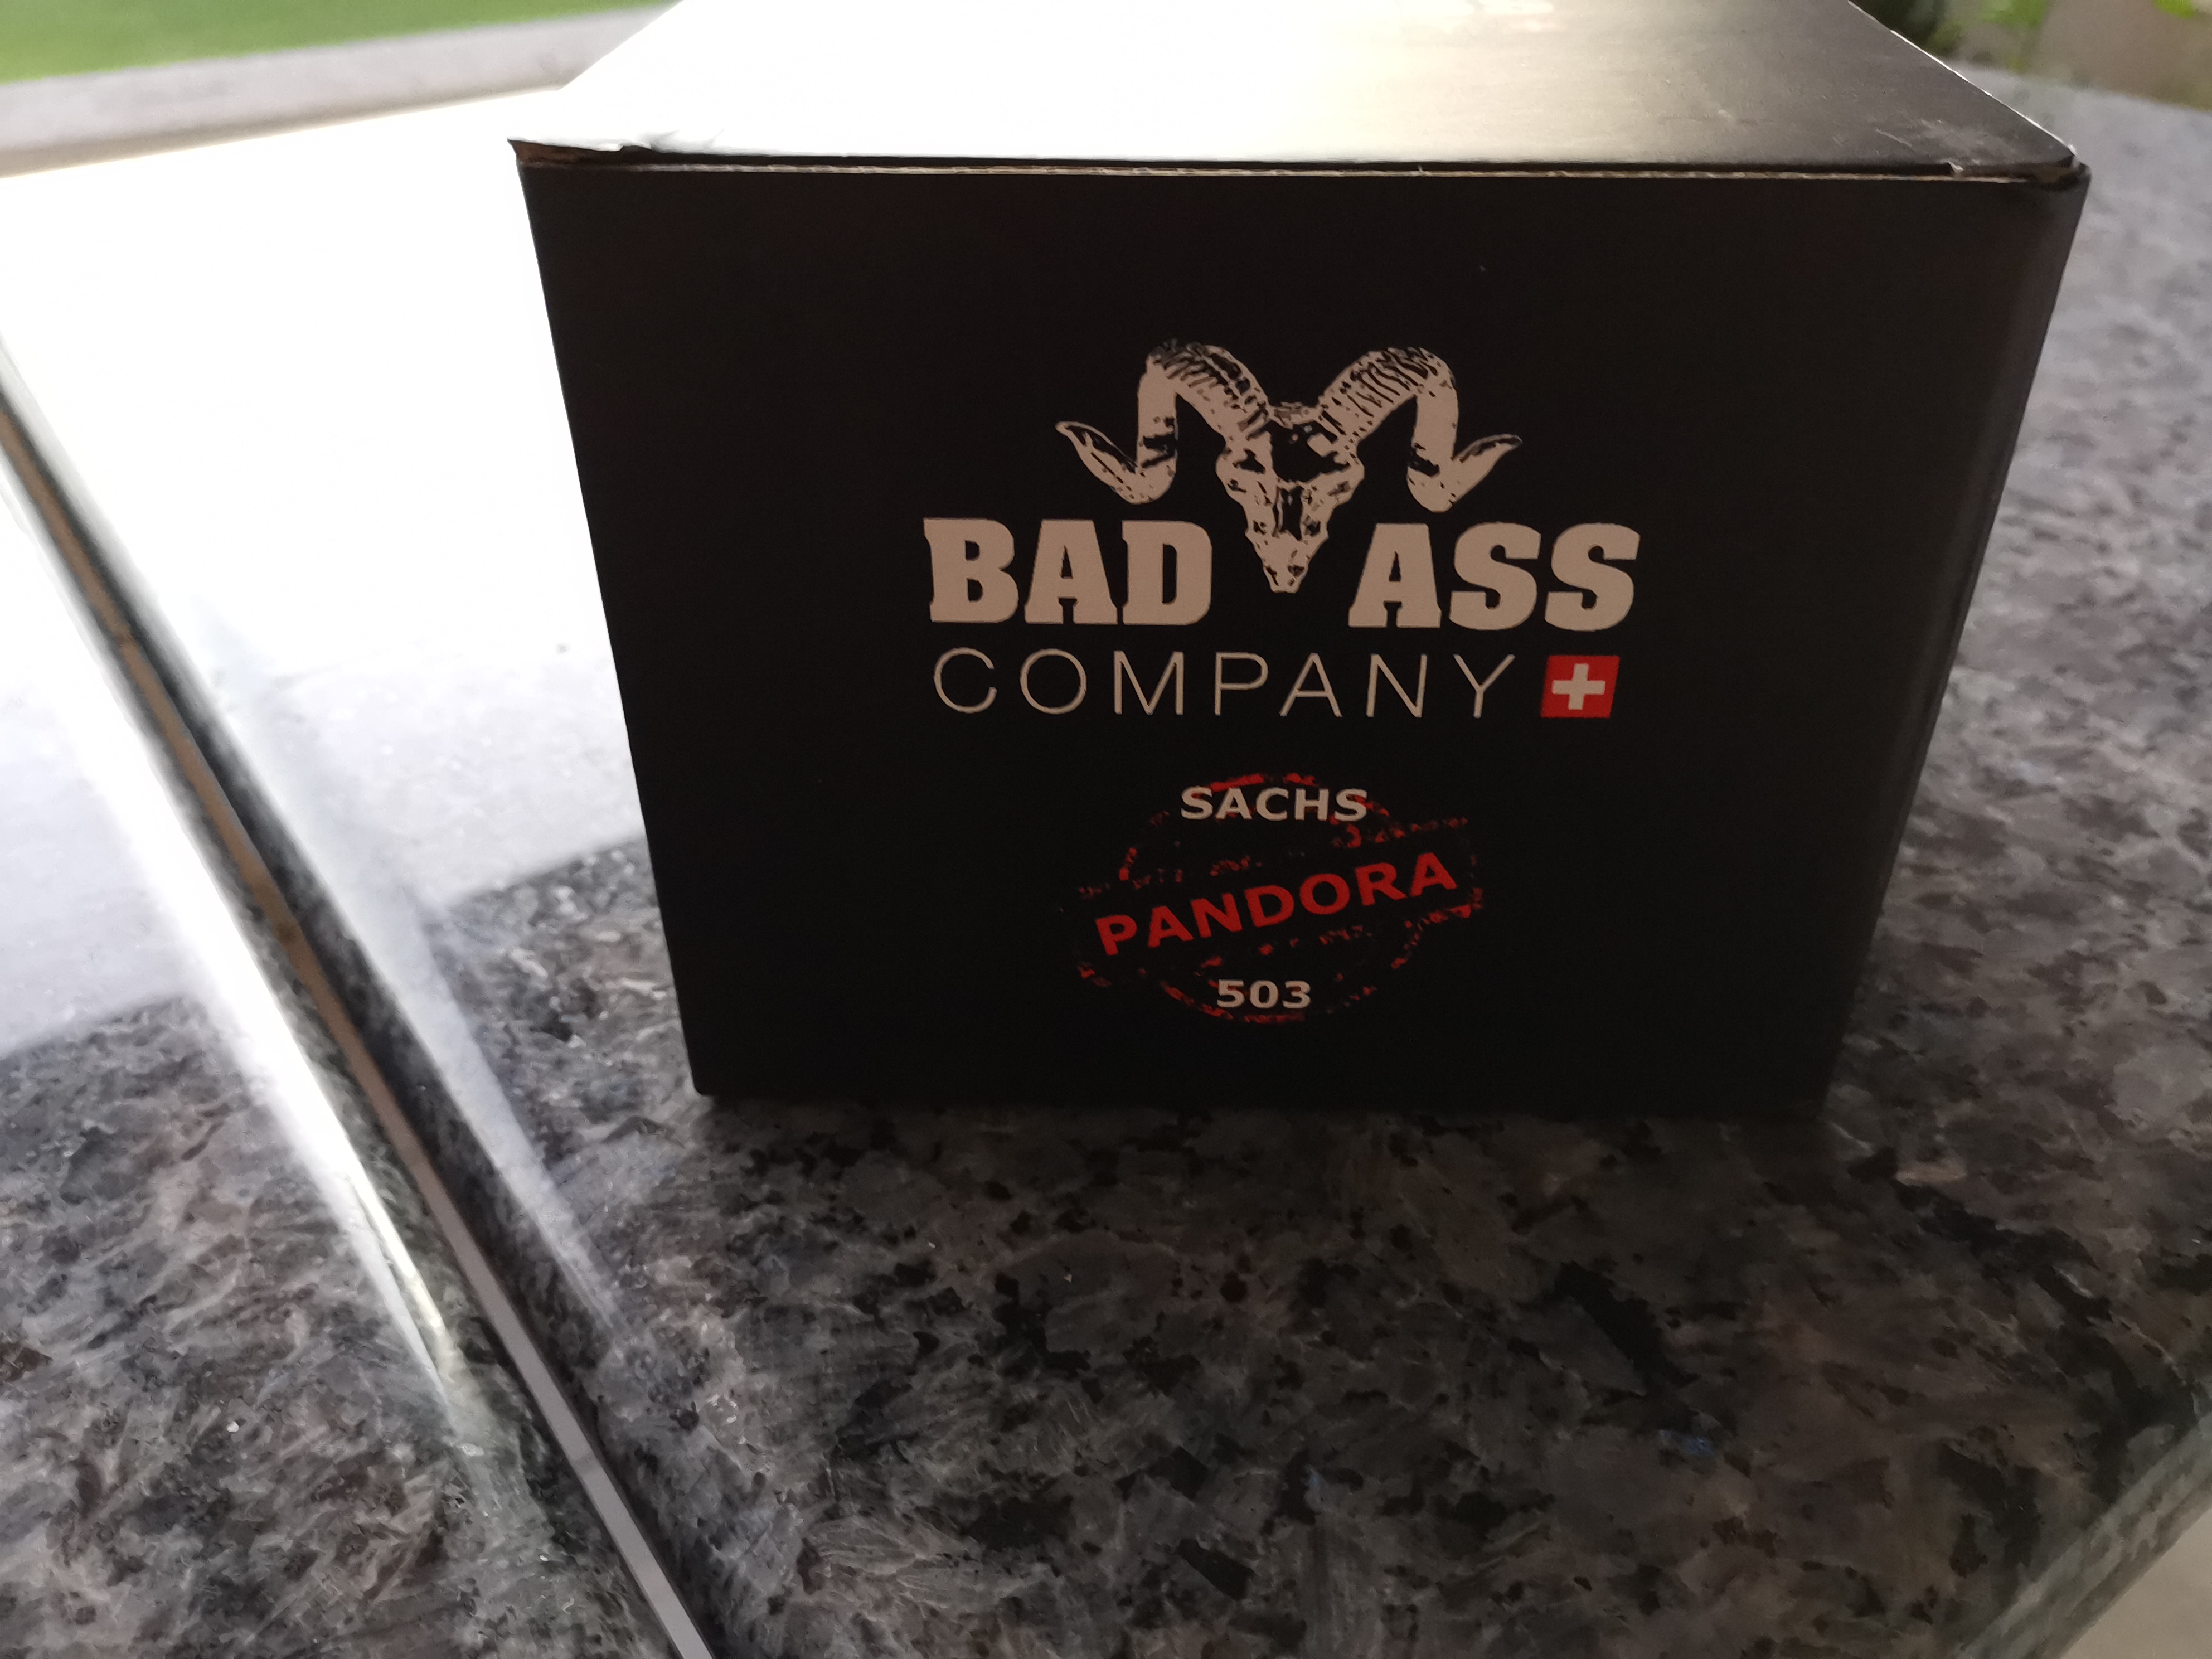 BAD ASS
COMPANY
SACHS
PANDORA
503